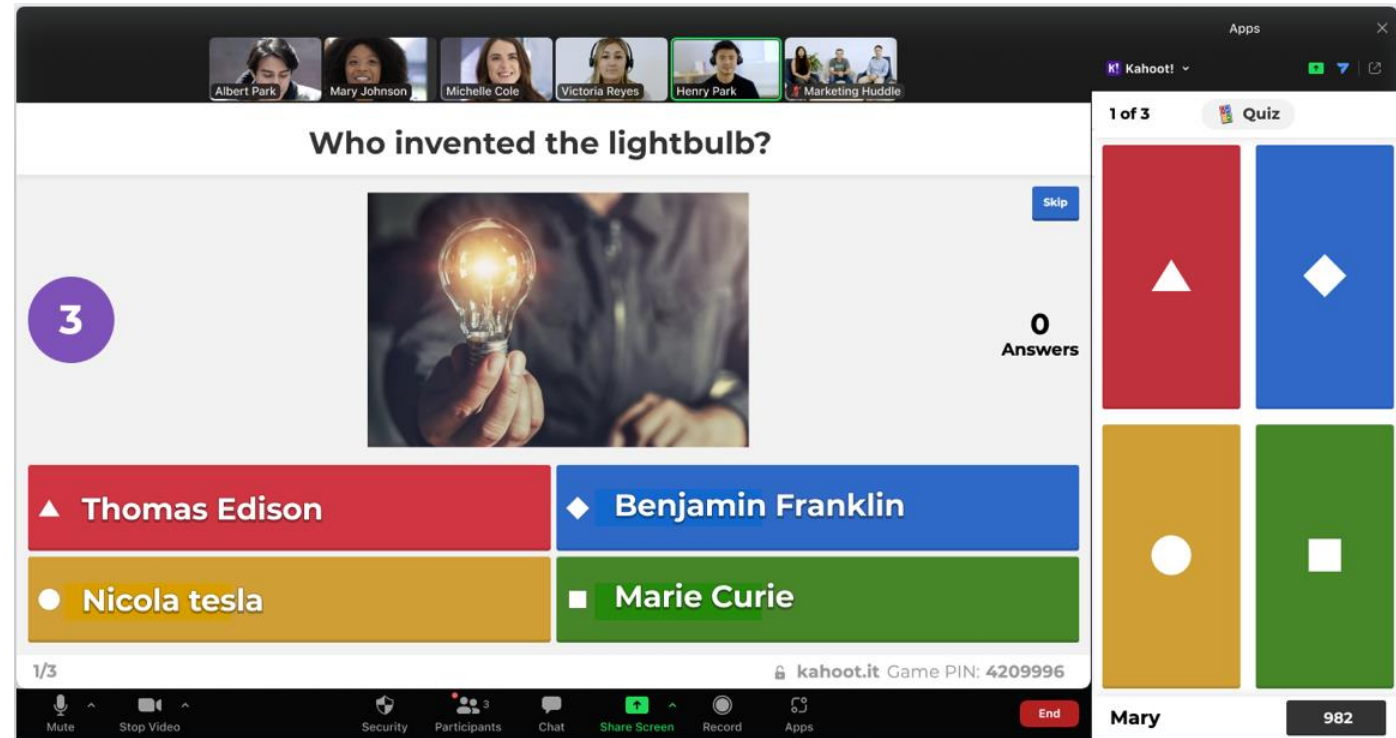 Apps
Albert Park
Mary Johnson
Michelle Cole
Victoria Reyes
Henry Park
Marketing Huddle
K! Kahoot!
Who invented the lightbulb?
1 of 3 Quiz
Skip
3
0
Answers
Thomas Edison
Benjamin Franklin
Nicola tesla
Marie Curie
1/3
kahoot.it Game PIN: 4209996
Mute
Stop Video
Security
Participants
3
Chat
Share Screen
Record
Apps
End
Mary
982